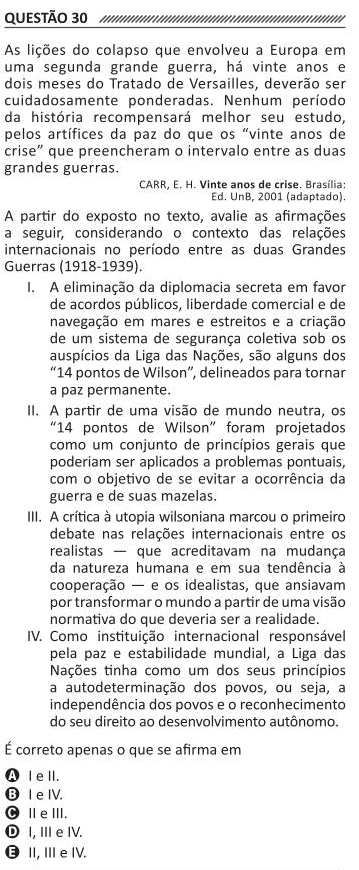 QUESTÃO 30
As lições do colapso que envolveu a Europa em
uma segunda grande guerra, há vinte anos e
dois meses do Tratado de Versailles, deverão ser
cuidadosamente ponderadas. Nenhum período
da história recompensará melhor seu estudo,
pelos artífices da paz do que os “vinte anos de
crise” que preencheram o intervalo entre as duas
grandes guerras.
CARR, E. H. Vinte anos de crise. Brasília:
Ed. UnB, 2001 (adaptado).
A partir do exposto no texto, avalie as afirmações
a seguir, considerando o contexto das relações
internacionais no período entre as duas Grandes
Guerras (1918-1939).
I. A eliminação da diplomacia secreta em favor
de acordos públicos, liberdade comercial e de
navegação em mares e estreitos e a criação
de um sistema de segurança coletiva sob os
auspícios da Liga das Nações, são alguns dos
“14 pontos de Wilson”, delineados para tornar
a paz permanente.
II. A partir de uma visão de mundo neutra, os
“14 pontos de Wilson” foram projetados
como um conjunto de princípios gerais que
poderiam ser aplicados a problemas pontuais,
com o objetivo de se evitar a ocorrência da
guerra e de suas mazelas.
III. A crítica à utopia wilsoniana marcou o primeiro
debate nas relações internacionais entre os
realistas — que acreditavam na mudança
da natureza humana e em sua tendência à
cooperação — e os idealistas, que ansiavam
por transformar o mundo a partir de uma visão
normativa do que deveria ser a realidade.
IV. Como instituição internacional responsável
pela paz e estabilidade mundial, a Liga das
Nações tinha como um dos seus princípios
a autodeterminação dos povos, ou seja, a
independência dos povos e o reconhecimento
do seu direito ao desenvolvimento autônomo.
É correto apenas o que se afirma em
A I e II.
B I e IV.
C II e III.
D I, III e IV.
E II, III e IV.